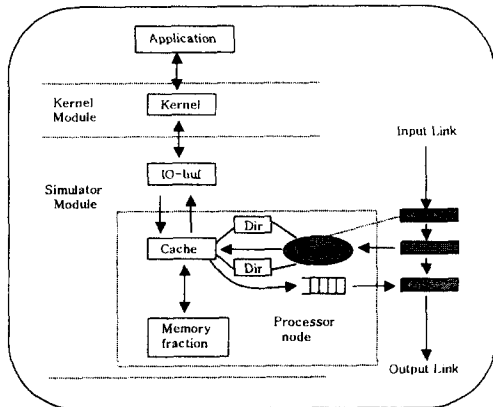 Application
Kernel
Module
Kernel
Input Link
IO-buf
Simulator
Module
Dir
Cache
Dir
Memory
fraction
Processor
node
Output Link